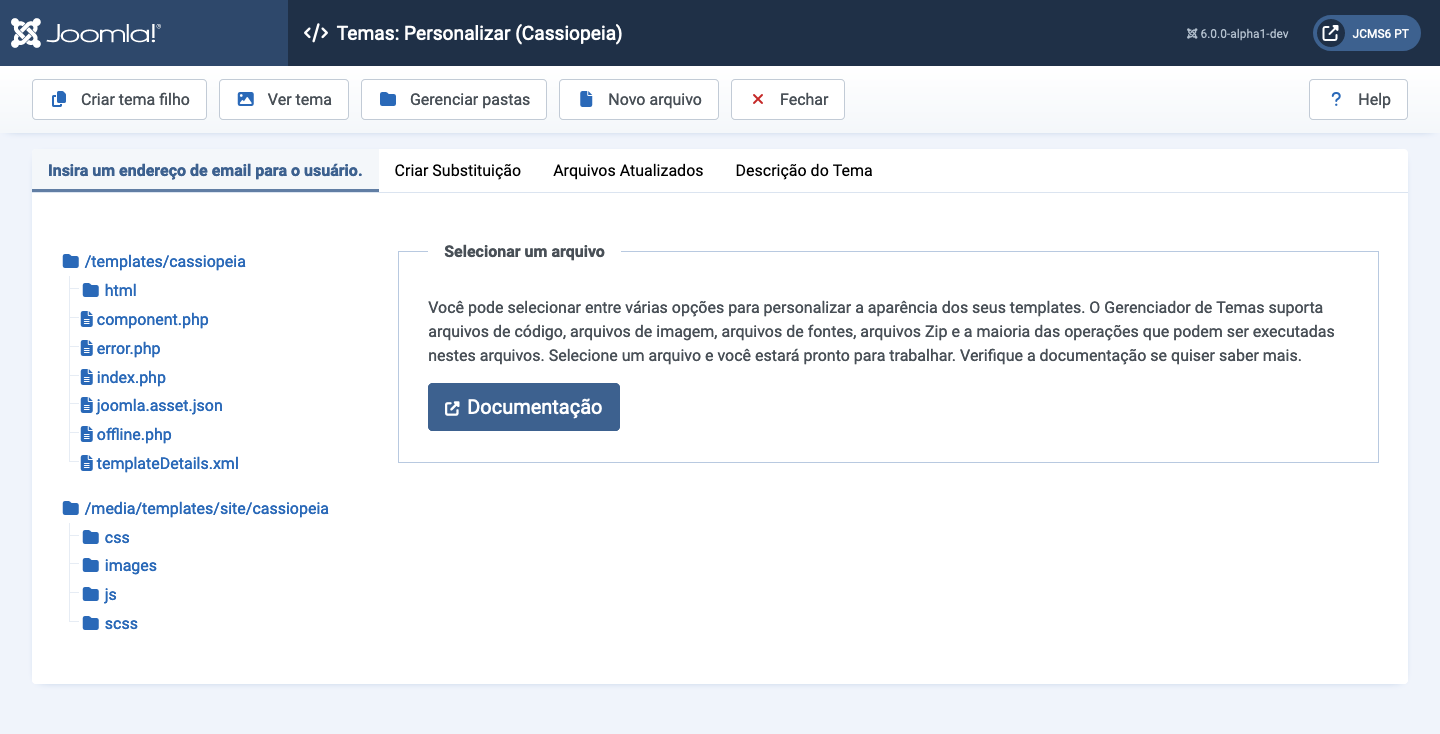 Joomla!
Temas: Personalizar (Cassiopeia)
6.0.0-alpha1-dev
JCMS6 PT
Criar tema filho
Ver tema
Gerenciar pastas
Novo arquivo
Fechar
Help
Insira um endereço de email para o usuário.
Criar Substituição
Arquivos Atualizados
Descrição do Tema
/templates/cassiopeia
html
component.php
error.php
index.php
joomla.asset.json
offline.php
templateDetails.xml
/media/templates/site/cassiopeia
css
images
js
scss
Selecionar um arquivo
Você pode selecionar entre várias opções para personalizar a aparência dos seus templates. O Gerenciador de Temas suporta
arquivos de código, arquivos de imagem, arquivos de fontes, arquivos Zip e a maioria das operações que podem ser executadas
nestes arquivos. Selecione um arquivo e você estará pronto para trabalhar. Verifique a documentação se quiser saber mais.
Documentação